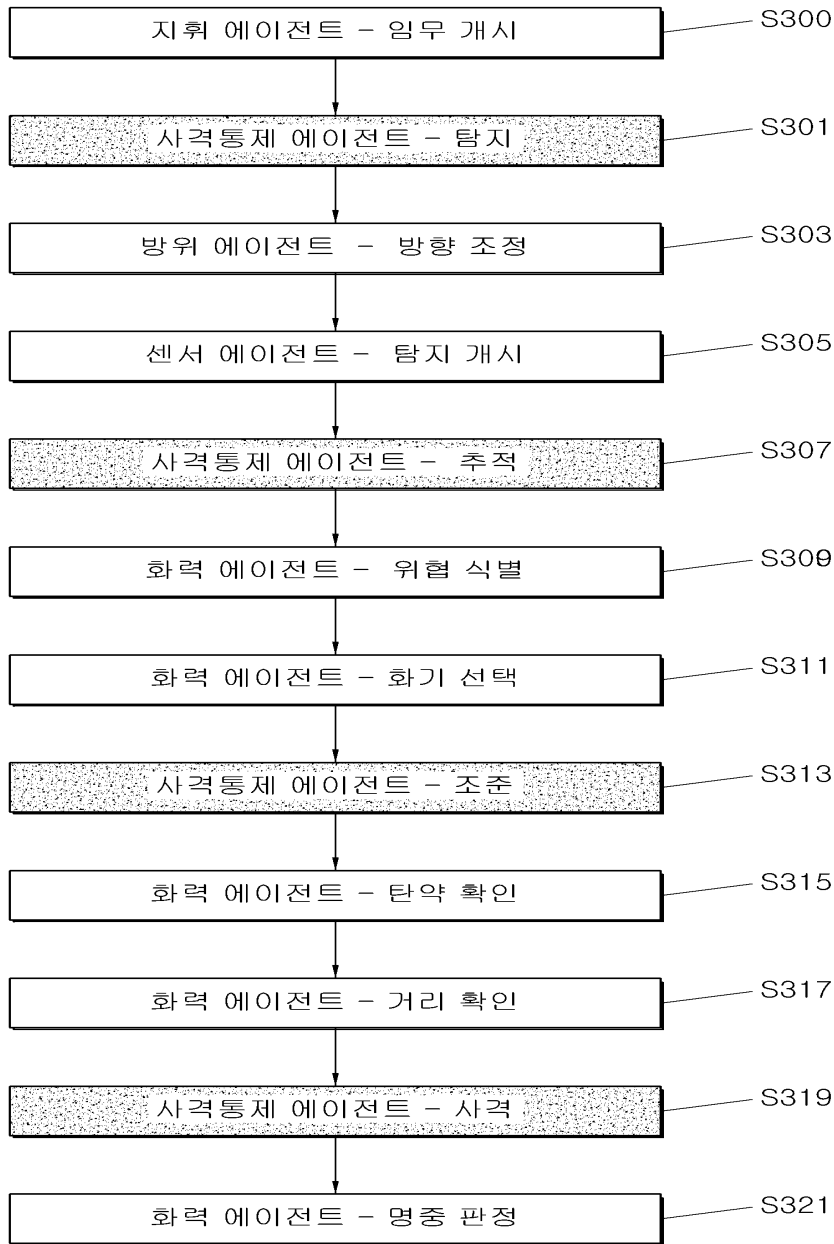 지휘 에이전트 - 임무 개시 S300
사격통제 에이전트 - 탐지 S301
방위 에이전트 - 방향 조정 S303
센서 에이전트 - 탐지 개시 S305
사격통제 에이전트 - 추적 S307
화력 에이전트 - 위협 식별 S309
화력 에이전트 - 화기 선택 S311
사격통제 에이전트 - 조준 S313
화력 에이전트 - 탄약 확인 S315
화력 에이전트 - 거리 확인 S317
사격통제 에이전트 - 사격 S319
화력 에이전트 - 명중 판정 S321